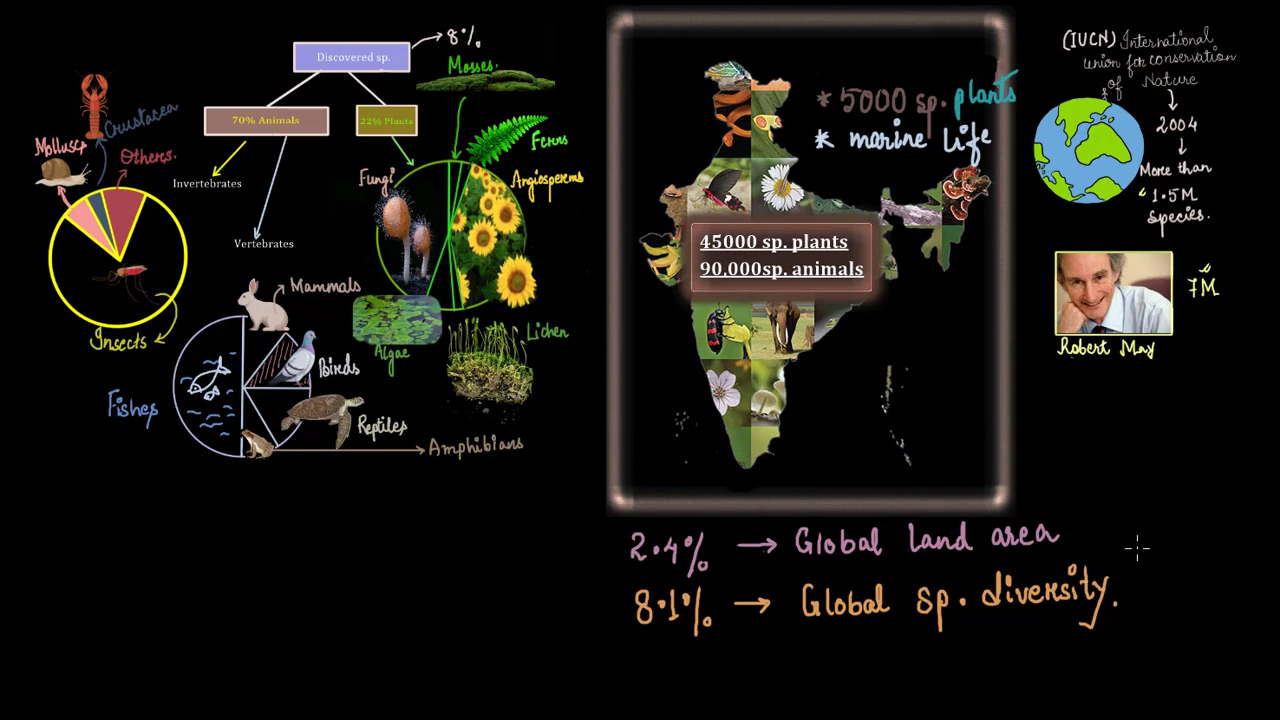 Discovered sp.
8%
Mosses.
70% Animals
22% Plants
Crustacea
Mollusca
Others.
Invertebrates
Vertebrates
Insects
Fungi
Ferns
Angiosperms
Algae
Lichen
Mammals
Birds
Fishes
Reptiles
Amphibians
* 5000 sp. plants
* marine life
45000 sp. plants
90,000sp. animals
2.4% → Global land area
8.1% → Global sp. diversity.
(IUCN) International
union for conservation
of Nature
2004
More than
1.5M
species.
7M
Robert May